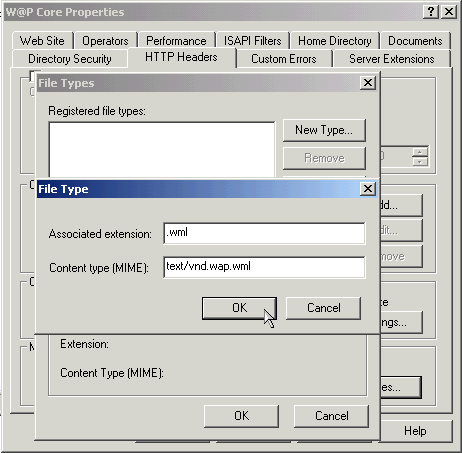 W@P Core Properties
Web Site Operators Performance ISAPI Filters Home Directory Documents
Directory Security HTTP Headers Custom Errors Server Extensions
File Types
Registered file types:
New Type...
Remove
File Type
Associated extension: .wml
Content type (MIME): text/vnd.wap.wml
OK Cancel
Extension:
Content Type (MIME):
OK Cancel
Help